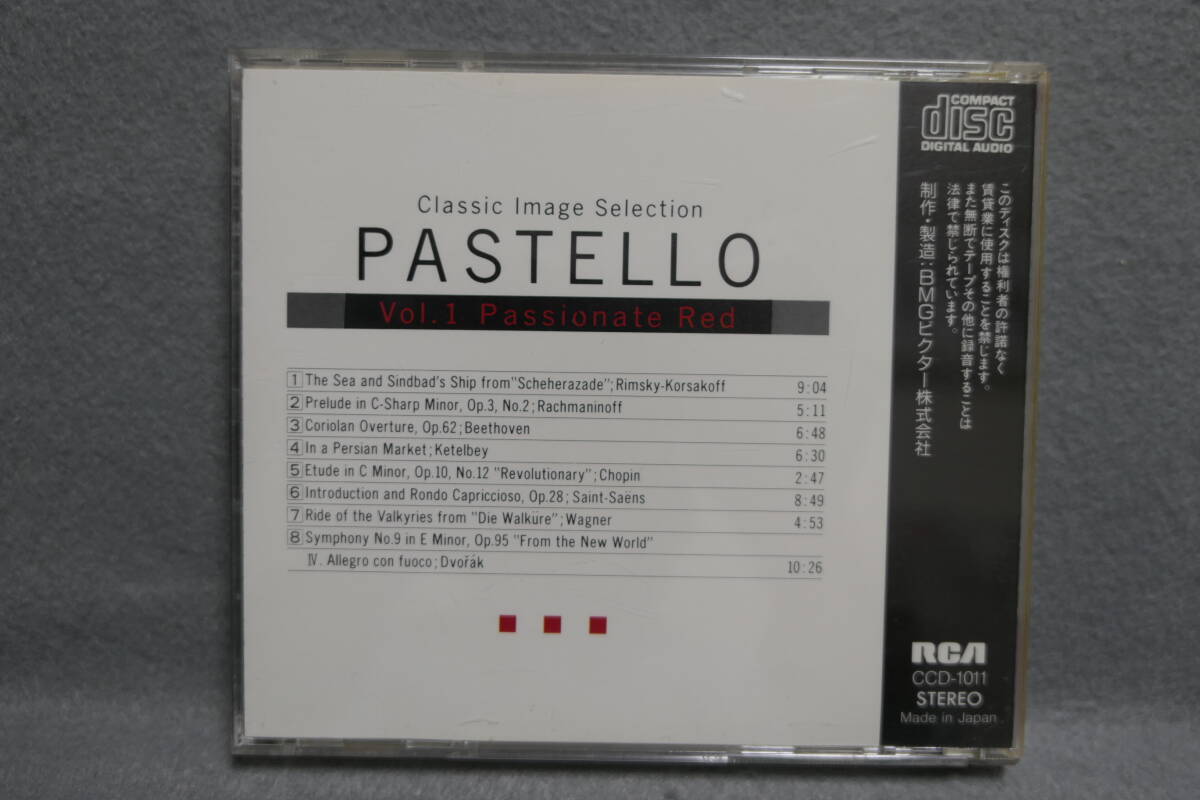 Classic Image Selection
PASTELLO
Vol.1 Passionate Red
1 The Sea and Sindbad's Ship from "Scheherazade"; Rimsky-Korsakoff 9:04
2 Prelude in C-Sharp Minor, Op.3, No.2; Rachmaninoff 5:11
3 Coriolan Overture, Op.62; Beethoven 6:48
4 In a Persian Market; Ketelbey 6:30
5 Etude in C Minor, Op.10, No.12 "Revolutionary"; Chopin 2:47
6 Introduction and Rondo Capriccioso, Op.28; Saint-Saëns 8:49
7 Ride of the Valkyries from "Die Walküre"; Wagner 4:53
8 Symphony No.9 in E Minor, Op.95 "From the New World"
IV. Allegro con fuoco; Dvořák 10:26
COMPACT
disc
DIGITAL AUDIO
このディスクは権利者の許諾なく
賃貸業に使用することを禁じます。
また無断でテープその他に録音することは
法律で禁じられています。
制作・製造:BMGビクター株式会社
RCA
CCD-1011
STEREO
Made in Japan